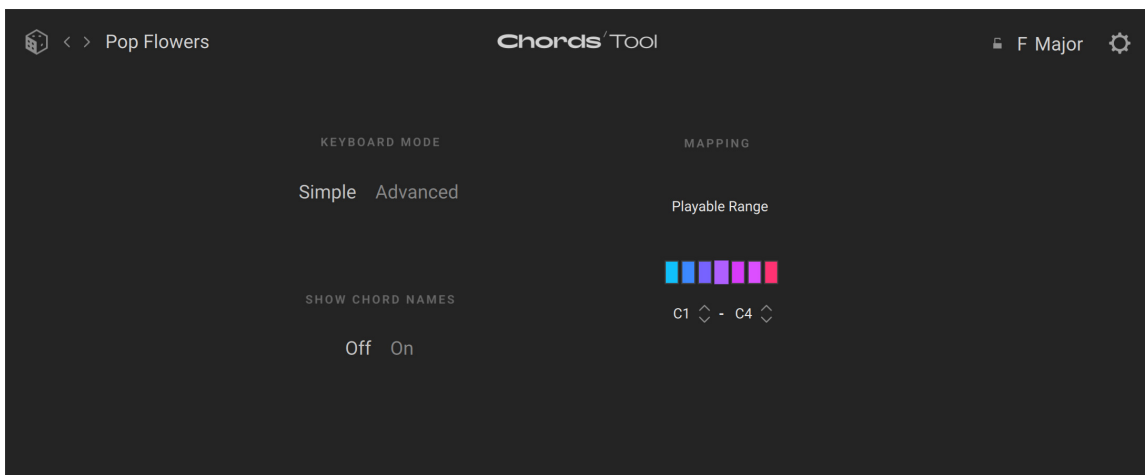 Pop Flowers
Chords'Tool
F Major
KEYBOARD MODE
Simple Advanced
SHOW CHORD NAMES
Off On
MAPPING
Playable Range
C1 - C4